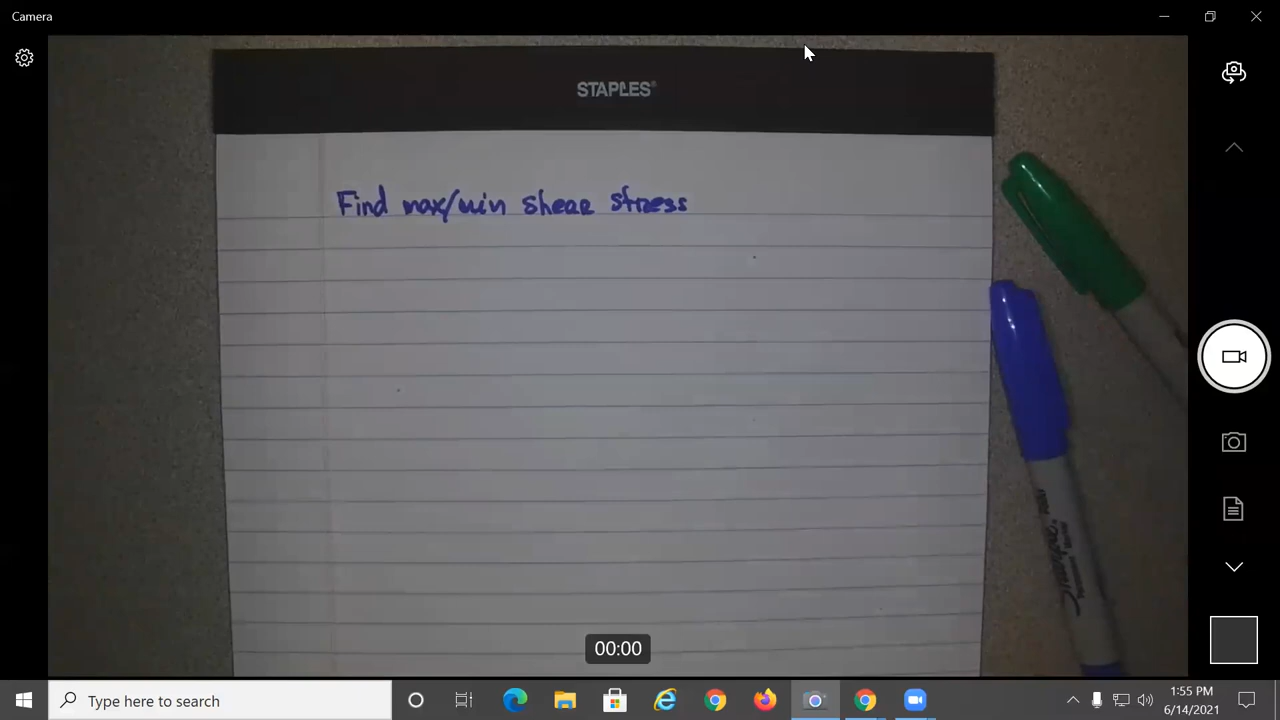 Camera
STAPLES®
Find max/min shear stress
00:00
Type here to search
1:55 PM
6/14/2021